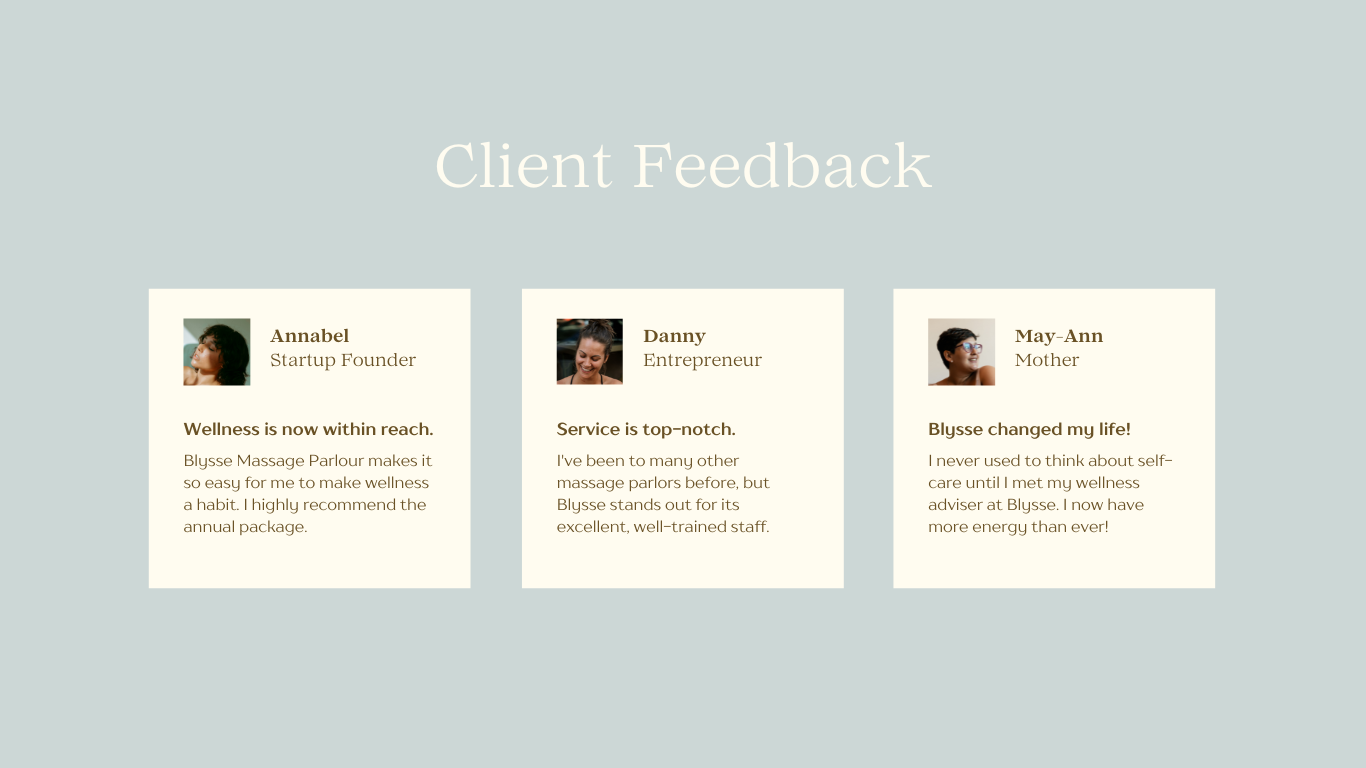 Client Feedback
Annabel
Startup Founder
Wellness is now within reach.
Blysse Massage Parlour makes it
so easy for me to make wellness
a habit. I highly recommend the
annual package.
Danny
Entrepreneur
Service is top-notch.
I've been to many other
massage parlors before, but
Blysse stands out for its
excellent, well-trained staff.
May-Ann
Mother
Blysse changed my life!
I never used to think about self-
care until I met my wellness
adviser at Blysse. I now have
more energy than ever!